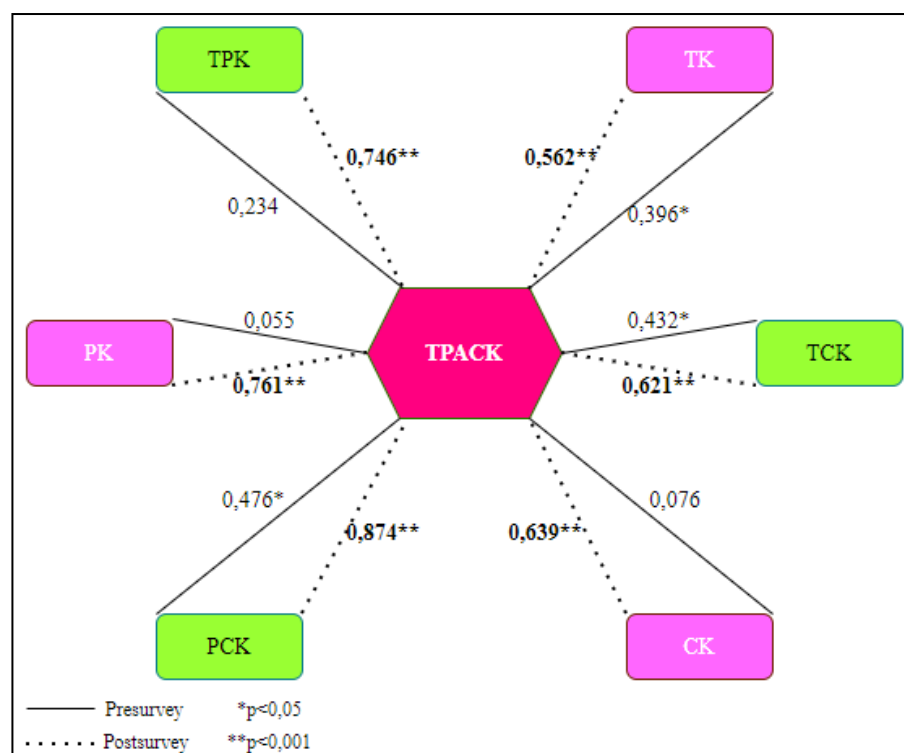 TPK
TK
0,746**
0,562**
0,234
0,396*
0,055
0,432*
PK
TPACK
TCK
0,761**
0,621**
0,476*
0,076
0,874**
0,639**
PCK
CK
Presurvey *p<0,05
Postsurvey **p<0,001